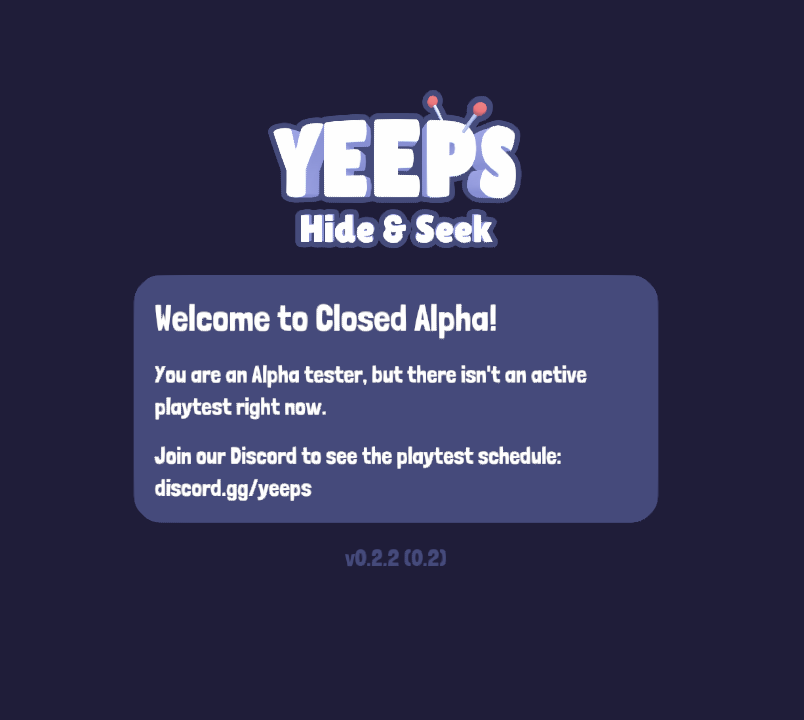 YEEPS
Hide & Seek
Welcome to Closed Alpha!
You are an Alpha tester, but there isn't an active
playtest right now.
Join our Discord to see the playtest schedule:
discord.gg/yeeps
v0.2.2 (0.2)